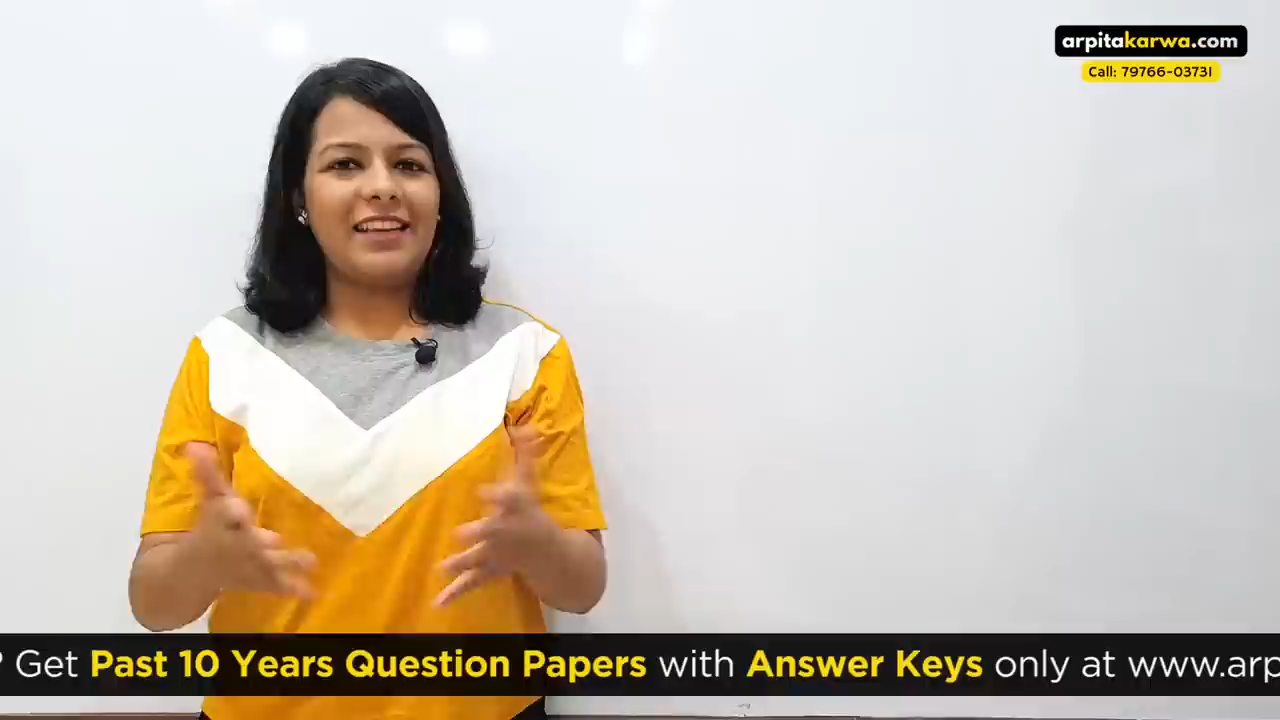 arpitakarwa.com
Call: 79766-03731
? Get Past 10 Years Question Papers with Answer Keys only at www.arp